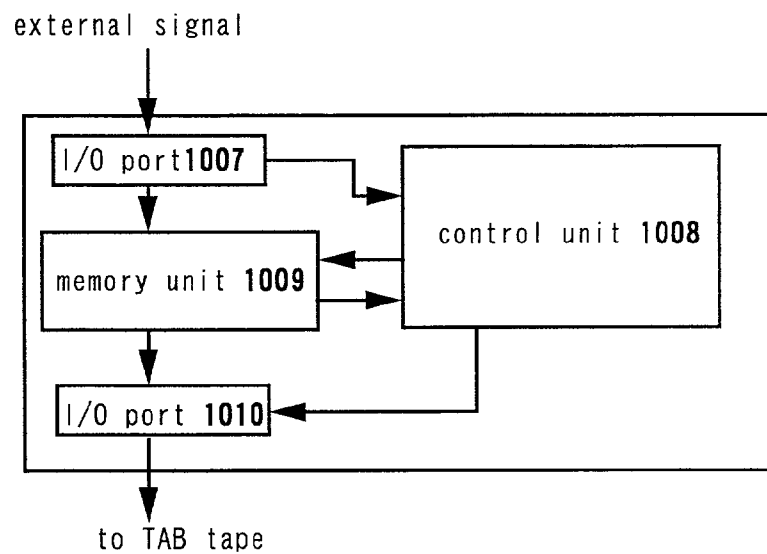 external signal
I/O port1007
control unit 1008
memory unit 1009
I/O port 1010
to TAB tape